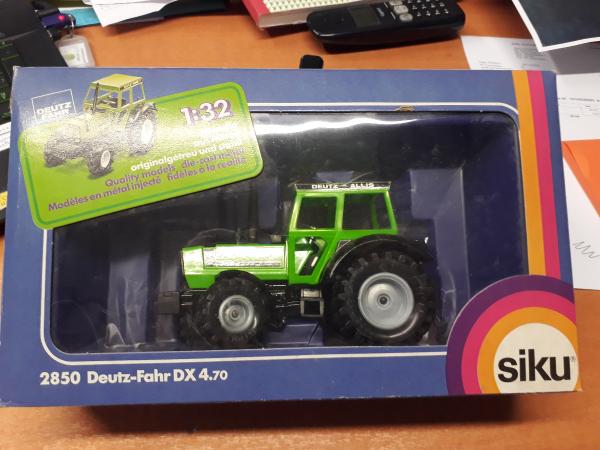 DEUTZ
FAHR
1:32
originalgetreu und
Quality models die-cast metal
Modèles en métal injecté fidèles à la réalité
DEUTZ ALLIS
siku
2850 Deutz-Fahr DX 4.70